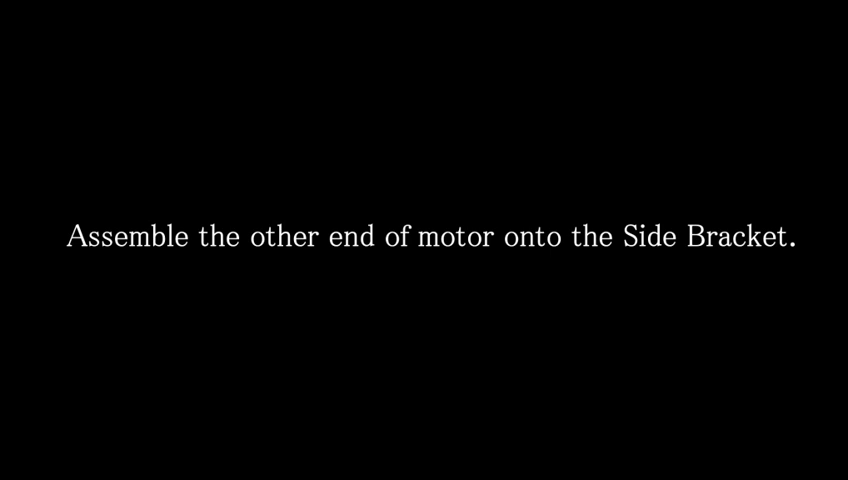 Assemble the other end of motor onto the Side Bracket.